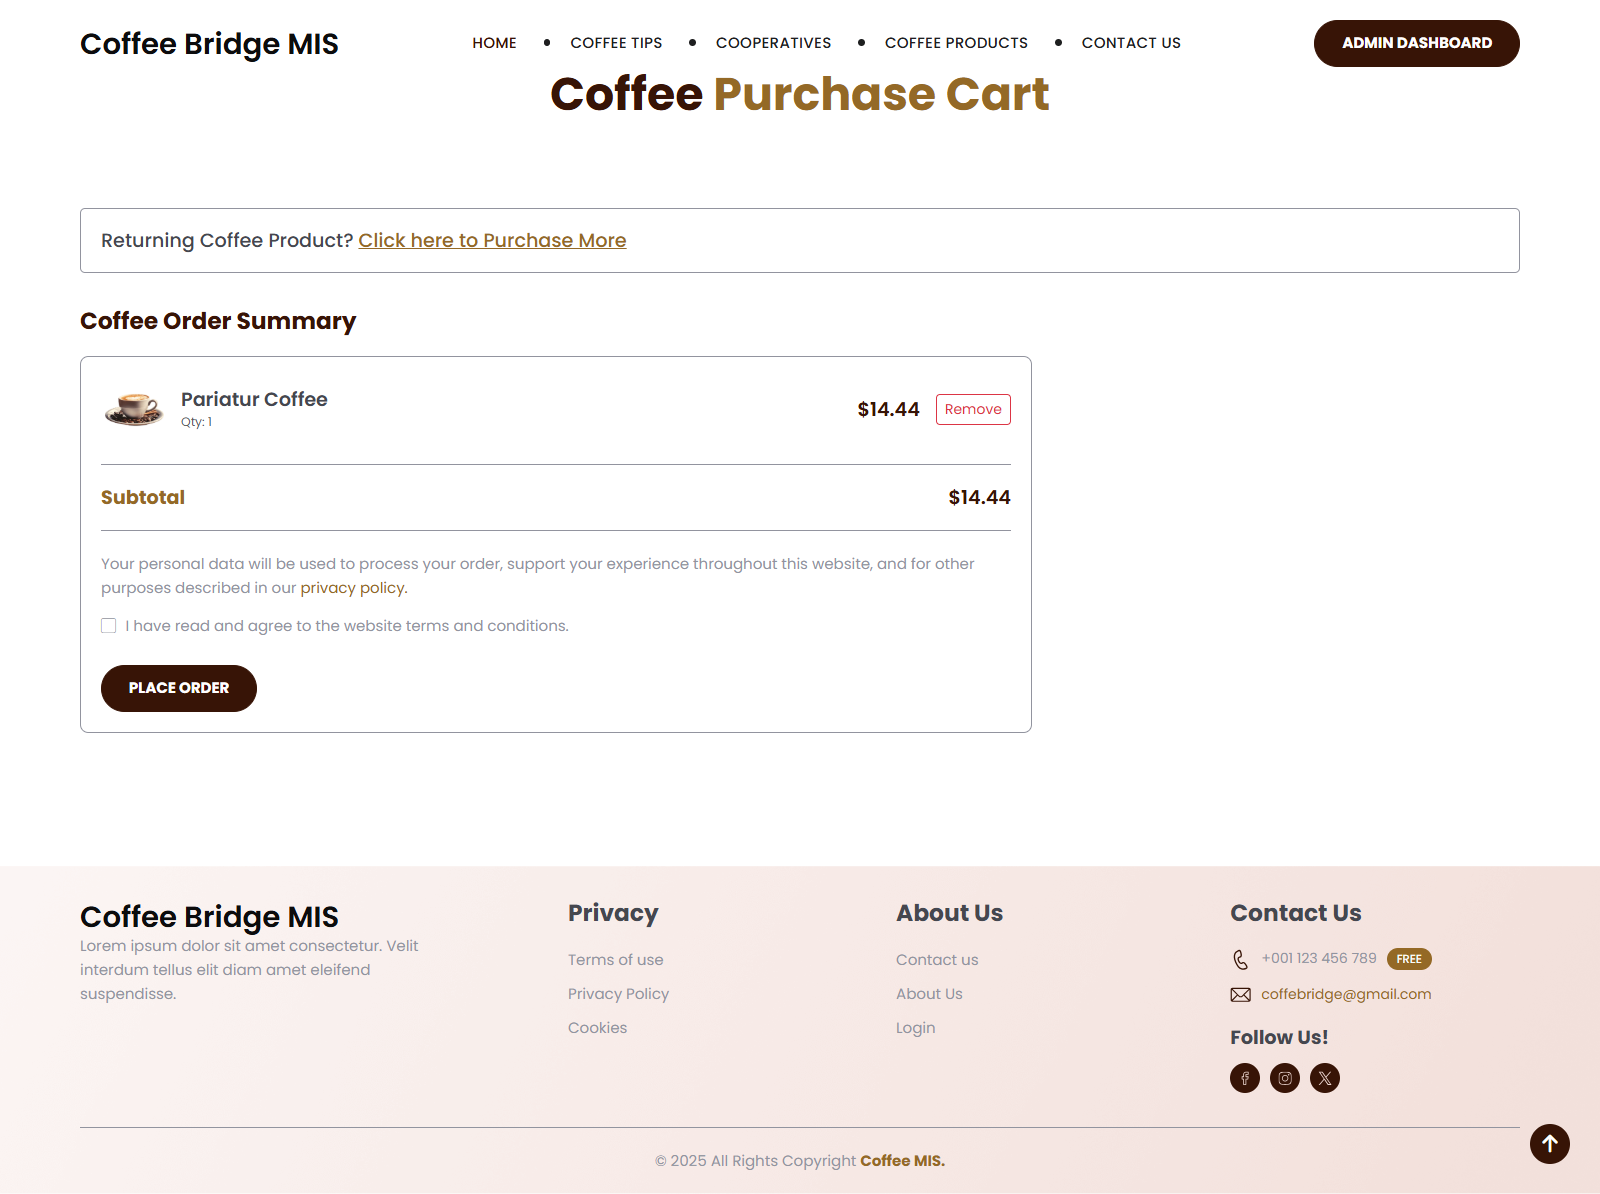 Coffee Bridge MIS
HOME
COFFEE TIPS
COOPERATIVES
COFFEE PRODUCTS
CONTACT US
ADMIN DASHBOARD
Coffee Purchase Cart
Returning Coffee Product? Click here to Purchase More
Coffee Order Summary
Pariatur Coffee
Qty: 1
$14.44
Remove
Subtotal
$14.44
Your personal data will be used to process your order, support your experience throughout this website, and for other
purposes described in our privacy policy.
I have read and agree to the website terms and conditions.
PLACE ORDER
Coffee Bridge MIS
Lorem ipsum dolor sit amet consectetur. Velit
interdum tellus elit diam amet eleifend
suspendisse.
Privacy
Terms of use
Privacy Policy
Cookies
About Us
Contact us
About Us
Login
Contact Us
+001 123 456 789 FREE
coffebridge@gmail.com
Follow Us!
© 2025 All Rights Copyright Coffee MIS.